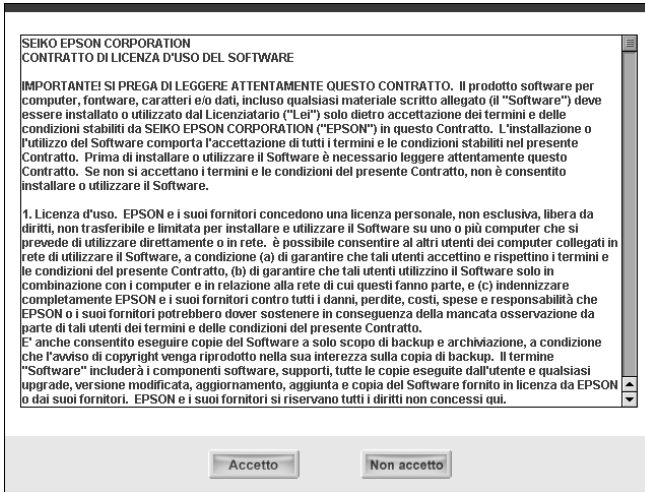 SEIKO EPSON CORPORATION
CONTRATTO DI LICENZA D'USO DEL SOFTWARE
IMPORTANTE! SI PREGA DI LEGGERE ATTENTAMENTE QUESTO CONTRATTO. Il prodotto software per
computer, fontware, caratteri e/o dati, incluso qualsiasi materiale scritto allegato (il "Software") deve
essere installato o utilizzato dal Licenziatario ("Lei") solo dietro accettazione dei termini e delle
condizioni stabiliti da SEIKO EPSON CORPORATION ("EPSON") in questo Contratto. L'installazione o
l'utilizzo del Software comporta l'accettazione di tutti i termini e le condizioni stabiliti nel presente
Contratto. Prima di installare o utilizzare il Software è necessario leggere attentamente questo
Contratto. Se non si accettano i termini e le condizioni del presente Contratto, non è consentito
installare o utilizzare il Software.
1. Licenza d'uso. EPSON e i suoi fornitori concedono una licenza personale, non esclusiva, libera da
diritti, non trasferibile e limitata per installare e utilizzare il Software su uno o più computer che si
prevede di utilizzare direttamente o in rete. è possibile consentire al altri utenti dei computer collegati in
rete di utilizzare il Software, a condizione (a) di garantire che tali utenti accettino e rispettino i termini e
le condizioni del presente Contratto, (b) di garantire che tali utenti utilizzino il Software solo in
combinazione con i computer e in relazione alla rete di cui questi fanno parte, e (c) indennizzare
completamente EPSON e i suoi fornitori contro tutti i danni, perdite, costi, spese e responsabilità che
EPSON o i suoi fornitori potrebbero dover sostenere in conseguenza della mancata osservazione da
parte di tali utenti dei termini e delle condizioni del presente Contratto.
E' anche consentito eseguire copie del Software a solo scopo di backup e archiviazione, a condizione
che l'avviso di copyright venga riprodotto nella sua interezza sulla copia di backup. Il termine
"Software" includerà i componenti software, supporti, tutte le copie eseguite dall'utente e qualsiasi
upgrade, versione modificata, aggiornamento, aggiunta e copia del Software fornito in licenza da EPSON
o dai suoi fornitori. EPSON e i suoi fornitori si riservano tutti i diritti non concessi qui.
Accetto
Non accetto